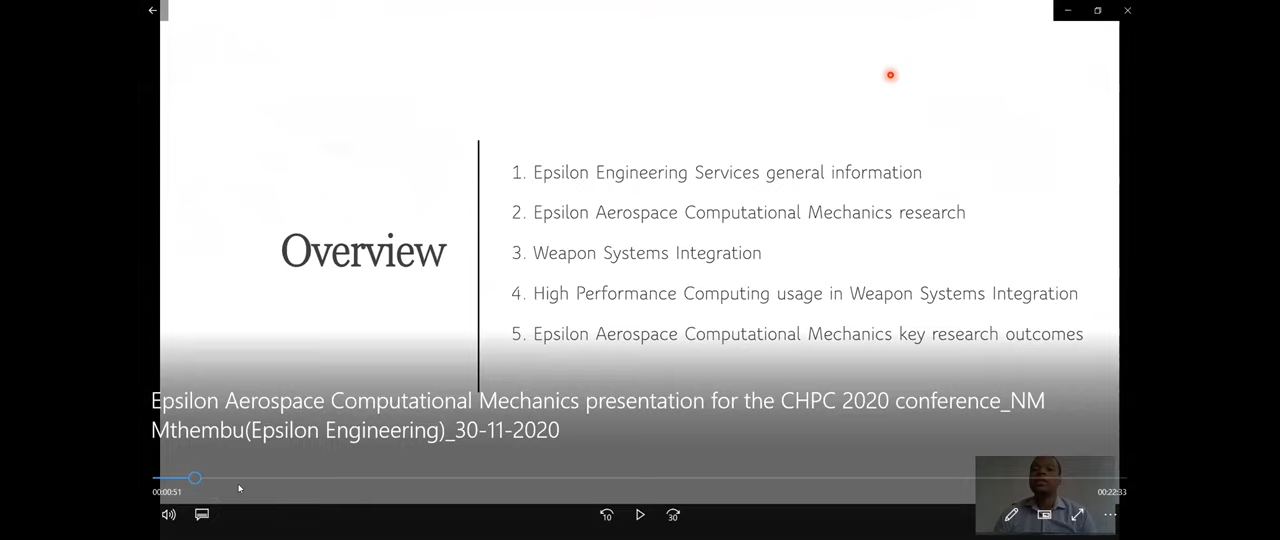 Overview
1. Epsilon Engineering Services general information
2. Epsilon Aerospace Computational Mechanics research
3. Weapon Systems Integration
4. High Performance Computing usage in Weapon Systems Integration
5. Epsilon Aerospace Computational Mechanics key research outcomes
Epsilon Aerospace Computational Mechanics presentation for the CHPC 2020 conference_NM
Mthembu(Epsilon Engineering)_30-11-2020
00:00:51
00:22:33
10
30